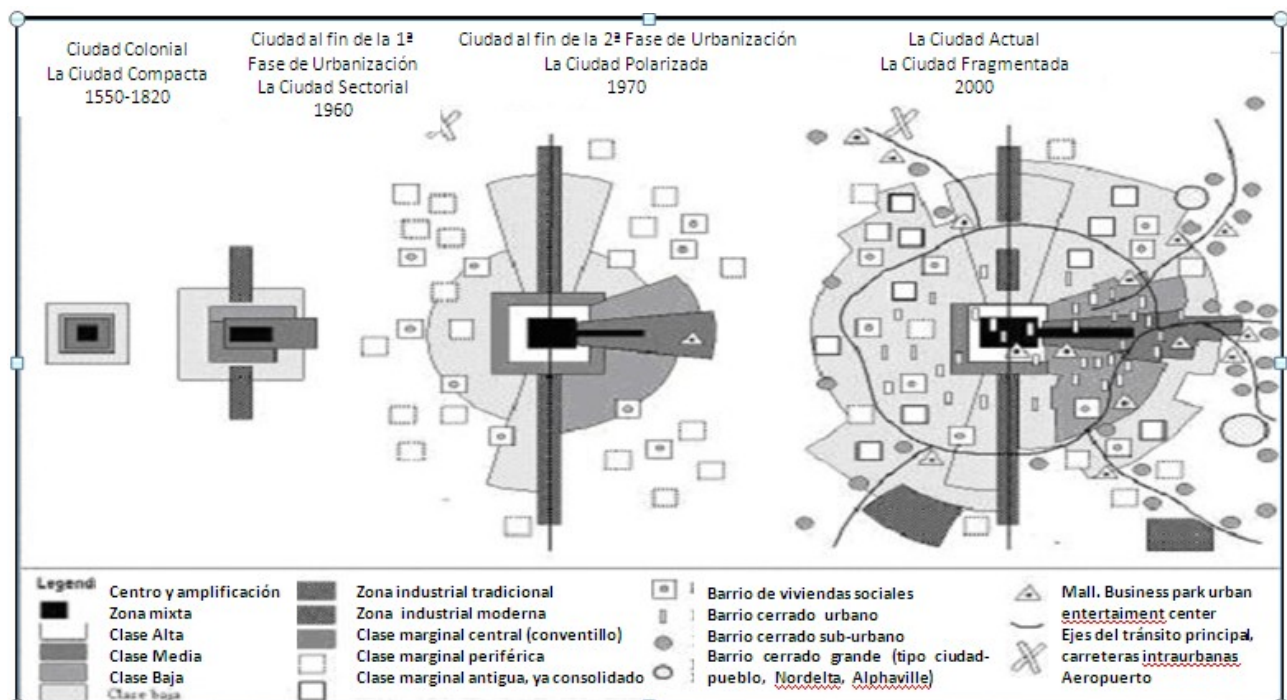 Ciudad Colonial
La Ciudad Compacta
1550-1820
Ciudad al fin de la 1ª
Fase de Urbanización
La Ciudad Sectorial
1960
Ciudad al fin de la 2ª Fase de Urbanización
La Ciudad Polarizada
1970
La Ciudad Actual
La Ciudad Fragmentada
2000
Legend
Centro y amplificación
Zona mixta
Clase Alta
Clase Media
Clase Baja
Clase baja
Zona industrial tradicional
Zona industrial moderna
Clase marginal central (conventillo)
Clase marginal periférica
Clase marginal antigua, ya consolidado
Barrio de viviendas sociales
Barrio cerrado urbano
Barrio cerrado sub-urbano
Barrio cerrado grande (tipo ciudad-
pueblo, Nordelta, Alphaville)
Mall. Business park urban
entertaiment center
Ejes del tránsito principal,
carreteras intraurbanas
Aeropuerto